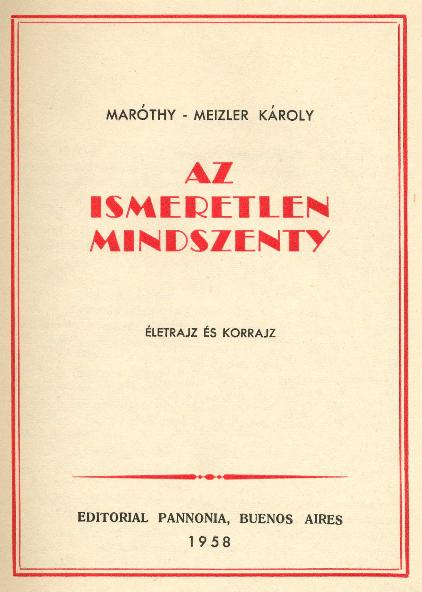 MARÓTHY - MEIZLER KÁROLY
AZ
ISMERETLEN
MINDSZENTY
ÉLETRAJZ ÉS KORRAJZ
EDITORIAL PANNONIA, BUENOS AIRES
1958